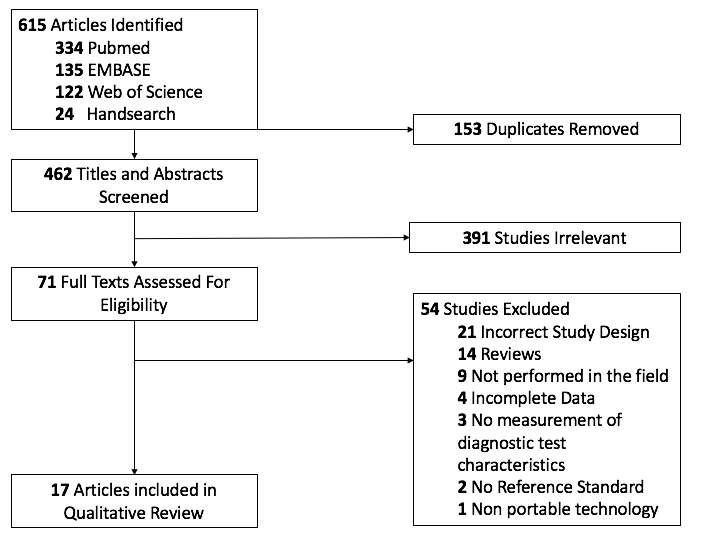 615 Articles Identified
334 Pubmed
135 EMBASE
122 Web of Science
24 Handsearch
153 Duplicates Removed
462 Titles and Abstracts
Screened
391 Studies Irrelevant
71 Full Texts Assessed For
Eligibility
54 Studies Excluded
21 Incorrect Study Design
14 Reviews
9 Not performed in the field
4 Incomplete Data
3 No measurement of
diagnostic test
characteristics
2 No Reference Standard
1 Non portable technology
17 Articles included in
Qualitative Review